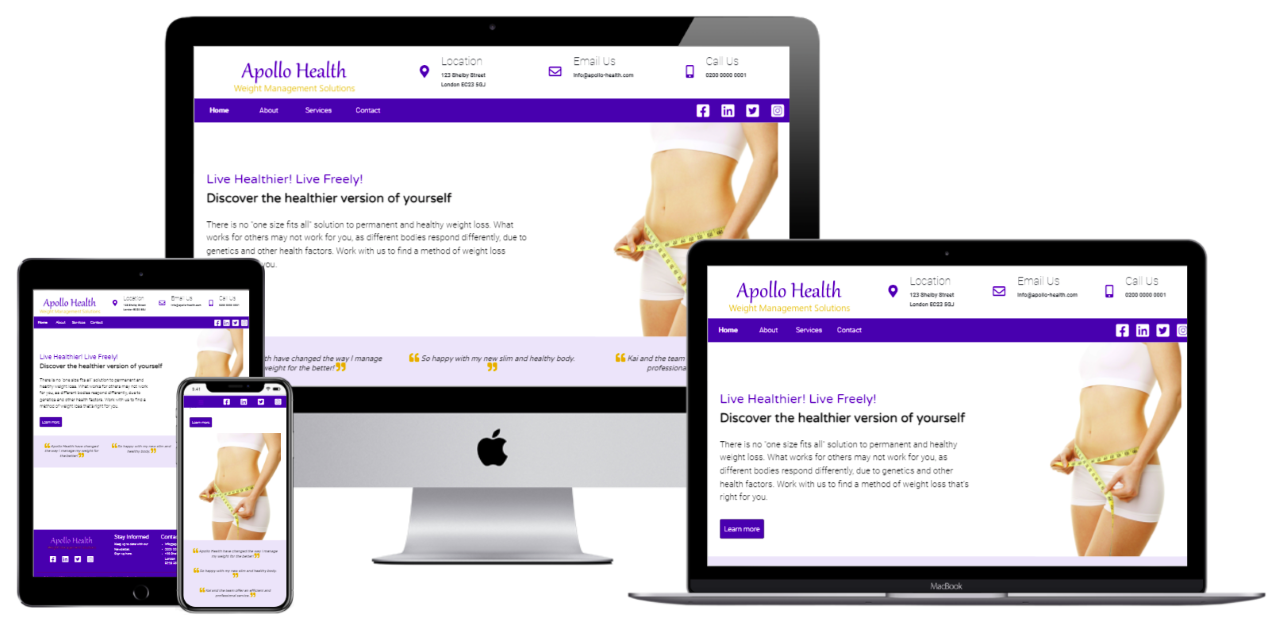 Apollo Health
Weight Management Solutions
Location
123 Shelby Street
London EC23 5GJ
Email Us
info@apollo-health.com
Call Us
0200 0000 0001
Home About Services Contact
Live Healthier! Live Freely!
Discover the healthier version of yourself
There is no "one size fits all" solution to permanent and healthy weight loss. What
works for others may not work for you, as different bodies respond differently, due to
genetics and other health factors. Work with us to find a method of weight loss
you.
th have changed the way I manage
weight for the better!
So happy with my new slim and healthy body.
Kai and the team
professiona
Apollo Health
Weight Management Solutions
Location
123 Shelby Street
London EC23 5GJ
Email Us
info@apollo-health.com
Call Us
0200 0000 0001
Home About Services Contact
Live Healthier! Live Freely!
Discover the healthier version of yourself
There is no "one size fits all" solution to permanent and healthy
weight loss. What works for others may not work for you, as
different bodies respond differently, due to genetics and other
health factors. Work with us to find a method of weight loss that's
right for you.
Learn more
MacBook
Apollo Health
Weight Management Solutions
Location
Email Us
Call Us
Home About Services Contact
Live Healthier! Live Freely!
Discover the healthier version of yourself
There is no "one size fits all" solution to permanent and
healthy weight loss. What works for others may not work
for you, as different bodies respond differently, due to
genetics and other health factors. Work with us to find a
method of weight loss that's right for you.
Learn more
Apollo Health have changed
the way I manage my weight for
the better!
So happy with my new slim and
healthy body.
Apollo Health
Stay Informed
Newsletter
Conta
Learn more
Apollo Health have changed the way I manage
my weight for the better!
So happy with my new slim and healthy body.
Kai and the team offer an efficient and
professional service.